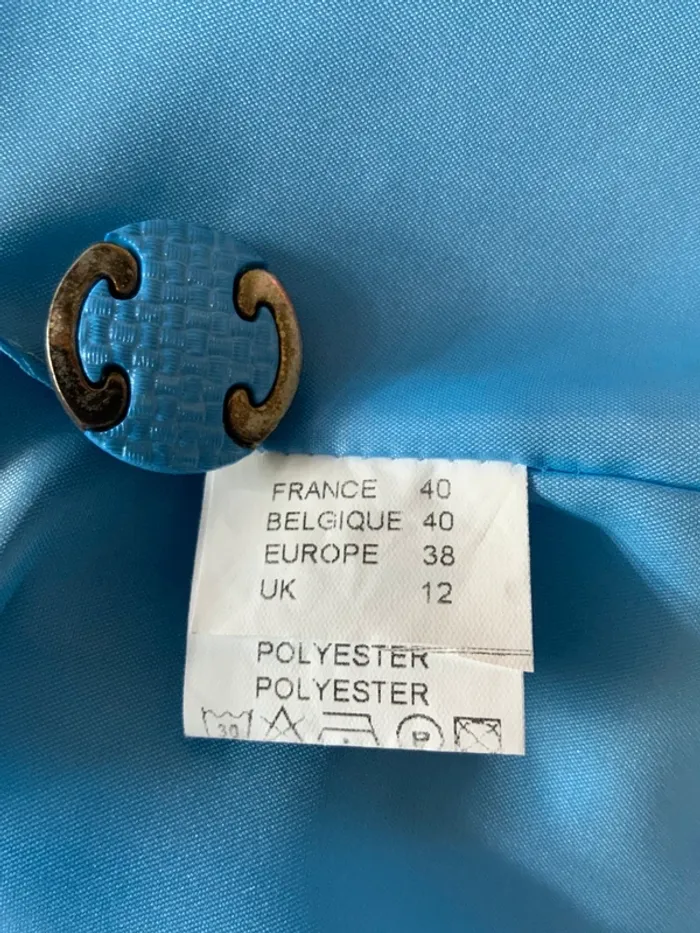 FRANCE 40
BELGIQUE 40
EUROPE 38
UK 12
POLYESTER
POLYESTER
30 P